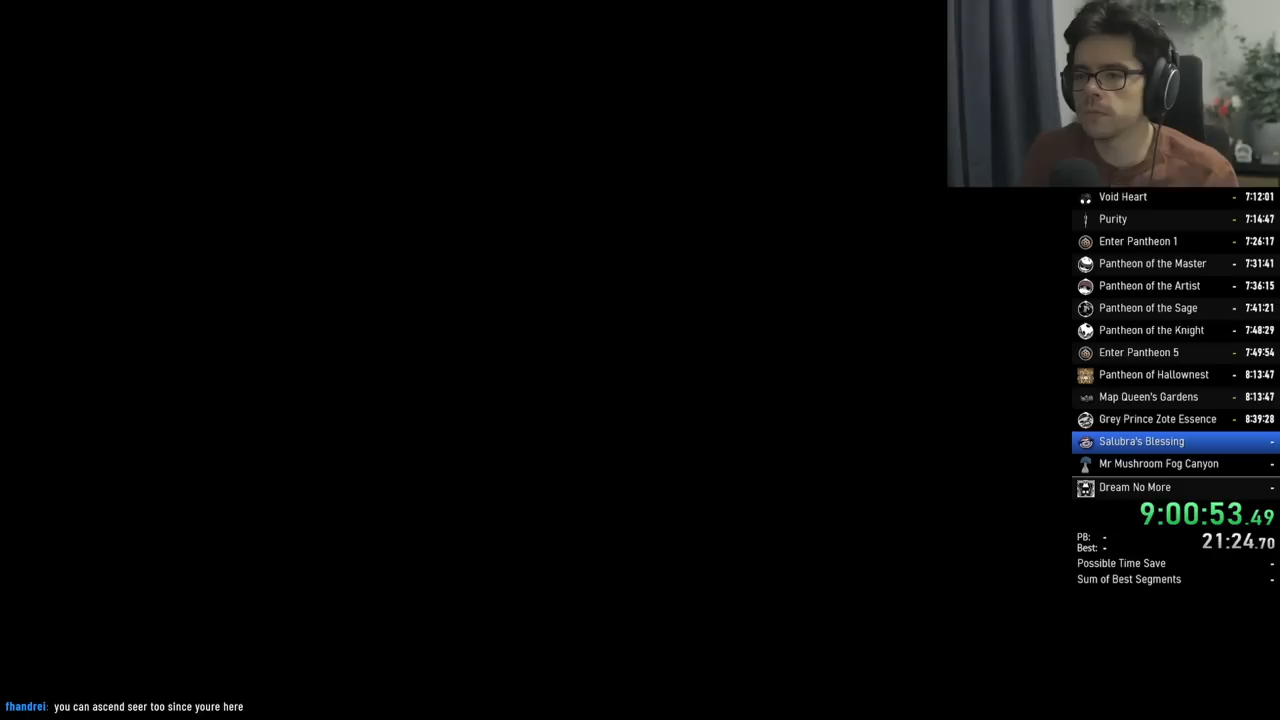 Void Heart - 7:12:01
Purity - 7:14:47
Enter Pantheon 1 - 7:26:17
Pantheon of the Master - 7:31:41
Pantheon of the Artist - 7:36:15
Pantheon of the Sage - 7:41:21
Pantheon of the Knight - 7:48:29
Enter Pantheon 5 - 7:49:54
Pantheon of Hallownest - 8:13:47
Map Queen's Gardens - 8:13:47
Grey Prince Zote Essence - 8:39:28
Salubra's Blessing -
Mr Mushroom Fog Canyon -
Dream No More -
9:00:53.49
PB: - 21:24.70
Best: -
Possible Time Save -
Sum of Best Segments -
fhandrei: you can ascend seer too since youre here